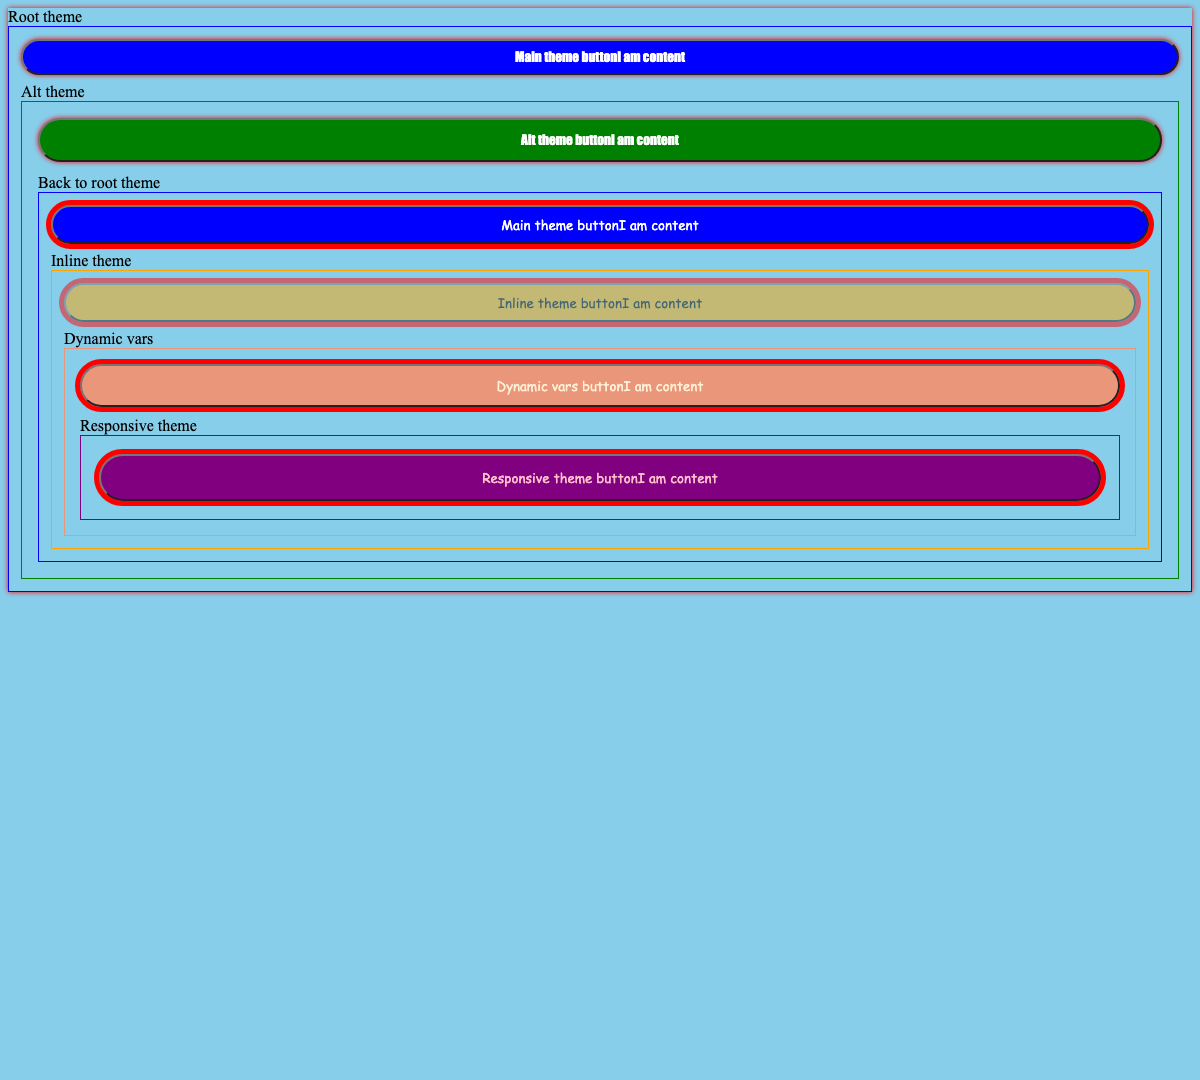 Root theme
Main theme buttonI am content
Alt theme
Alt theme buttonI am content
Back to root theme
Main theme buttonI am content
Inline theme
Inline theme buttonI am content
Dynamic vars
Dynamic vars buttonI am content
Responsive theme
Responsive theme buttonI am content